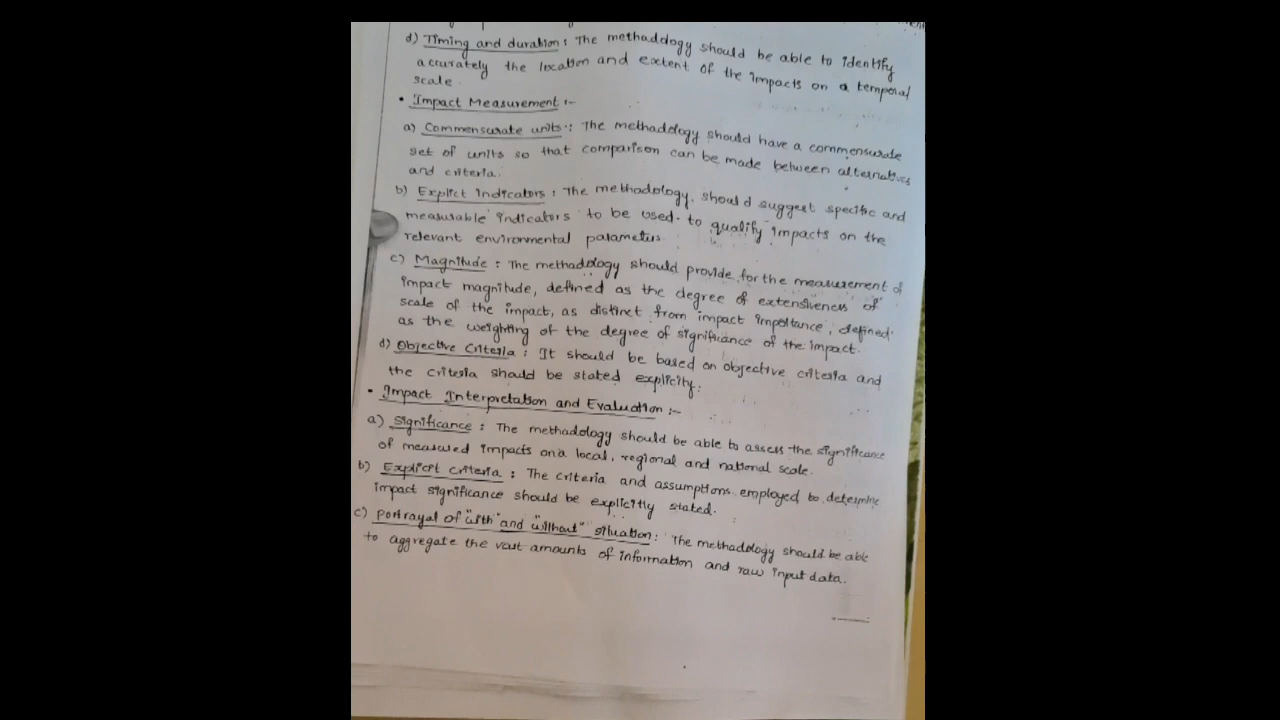 d) Timing and duration : The methadology should be able to identify
accurately the location and extent of the impacts on a temporal
scale.
• Impact Measurement :-
a) Commensurate units : The methadology should have a commensurate
set of units so that comparison can be made between alternatives
and criteria.
b) Explict Indicators : The methadology should suggest specific and
measurable indicators to be used to qualify impacts on the
relevant environmental parameters.
c) Magnitude : The methadology should provide for the measurement of
impact magnitude, defined as the degree of extensiveness of
scale of the impact, as distinct from impact importance, defined
as the weighting of the degree of significance of the impact.
d) Objective Criteria : It should be based on objective criteria and
the criteria should be stated explicity.
• Impact Interpretation and Evaluation :-
a) Significance : The methadology should be able to assess the significance
of measured impacts on a local, regional and national scale.
b) Explicit criteria : The criteria and assumptions employed to determine
impact significance should be explicitly stated.
c) Portrayal of "with" and "without" situation : The methadology should be able
to aggregate the vast amounts of information and raw input data.